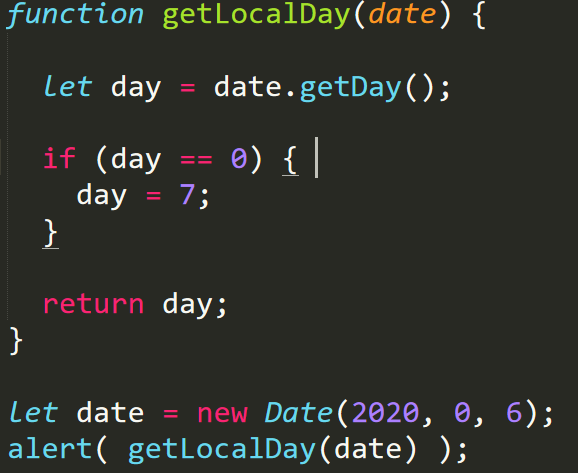 function getLocalDay(date) {
let day = date.getDay();
if (day == 0) {
day = 7;
}
return day;
}
let date = new Date(2020, 0, 6);
alert( getLocalDay(date) );